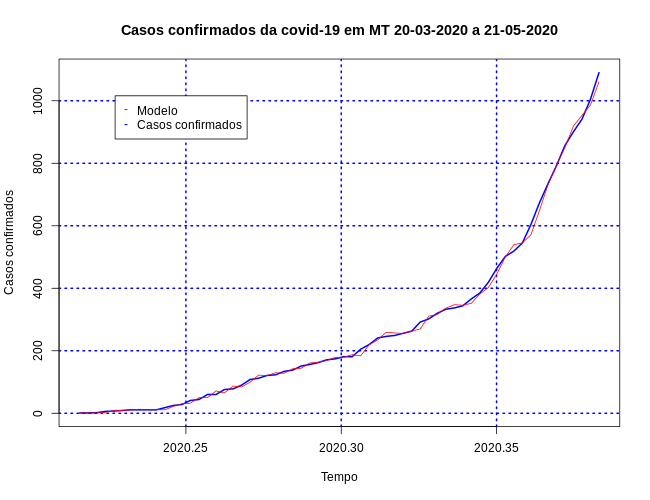 Casos confirmados da covid-19 em MT 20-03-2020 a 21-05-2020
Casos confirmados
1000
800
600
400
200
0
Modelo
Casos confirmados
2020.25 2020.30 2020.35
Tempo